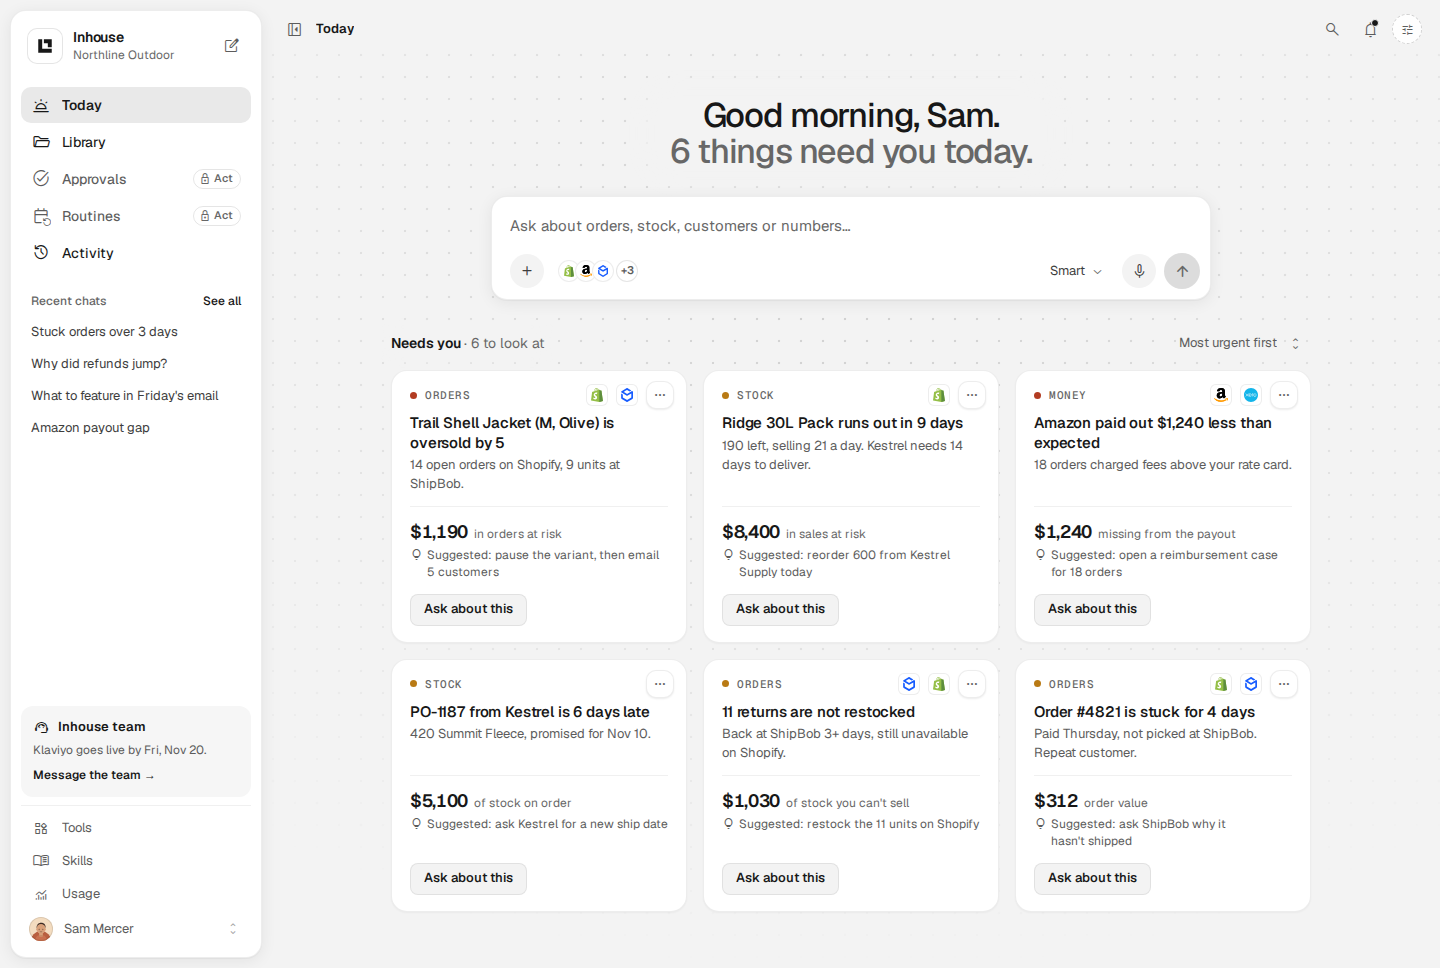 Inhouse
Northline Outdoor
Today
Library
Approvals
Act
Routines
Act
Activity
Recent chats
See all
Stuck orders over 3 days
Why did refunds jump?
What to feature in Friday's email
Amazon payout gap
Inhouse team
Klaviyo goes live by Fri, Nov 20.
Message the team →
Tools
Skills
Usage
Sam Mercer
Today
Good morning, Sam.
6 things need you today.
Ask about orders, stock, customers or numbers...
+3
Smart
Needs you · 6 to look at
Most urgent first
ORDERS
Trail Shell Jacket (M, Olive) is
oversold by 5
14 open orders on Shopify, 9 units at
ShipBob.
$1,190 in orders at risk
Suggested: pause the variant, then email
5 customers
Ask about this
STOCK
Ridge 30L Pack runs out in 9 days
190 left, selling 21 a day. Kestrel needs 14
days to deliver.
$8,400 in sales at risk
Suggested: reorder 600 from Kestrel
Supply today
Ask about this
MONEY
Amazon paid out $1,240 less than
expected
18 orders charged fees above your rate card.
$1,240 missing from the payout
Suggested: open a reimbursement case
for 18 orders
Ask about this
STOCK
PO-1187 from Kestrel is 6 days late
420 Summit Fleece, promised for Nov 10.
$5,100 of stock on order
Suggested: ask Kestrel for a new ship date
Ask about this
ORDERS
11 returns are not restocked
Back at ShipBob 3+ days, still unavailable
on Shopify.
$1,030 of stock you can't sell
Suggested: restock the 11 units on Shopify
Ask about this
ORDERS
Order #4821 is stuck for 4 days
Paid Thursday, not picked at ShipBob.
Repeat customer.
$312 order value
Suggested: ask ShipBob why it
hasn't shipped
Ask about this